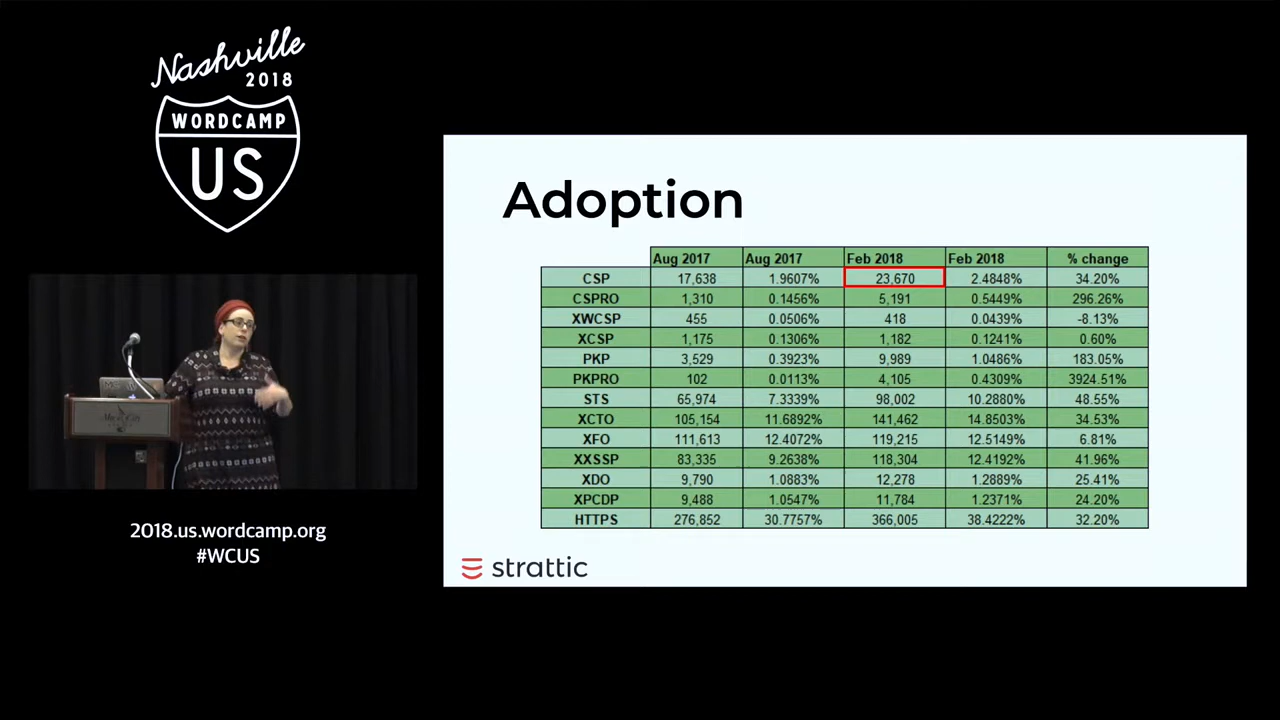 Nashville
2018
WORDCAMP
US
2018.us.wordcamp.org
#WCUS
Adoption
Aug 2017 Aug 2017 Feb 2018 Feb 2018 % change
CSP 17,638 1.9607% 23,670 2.4848% 34.20%
CSPRO 1,310 0.1456% 5,191 0.5449% 296.26%
XWCSP 455 0.0506% 418 0.0439% -8.13%
XCSP 1,175 0.1306% 1,182 0.1241% 0.60%
PKP 3,529 0.3923% 9,989 1.0486% 183.05%
PKPRO 102 0.0113% 4,105 0.4309% 3924.51%
STS 65,974 7.3339% 98,002 10.2880% 48.55%
XCTO 105,154 11.6892% 141,462 14.8503% 34.53%
XFO 111,613 12.4072% 119,215 12.5149% 6.81%
XXSSP 83,335 9.2638% 118,304 12.4192% 41.96%
XDO 9,790 1.0883% 12,278 1.2889% 25.41%
XPCDP 9,488 1.0547% 11,784 1.2371% 24.20%
HTTPS 276,852 30.7757% 366,005 38.4222% 32.20%
strattic